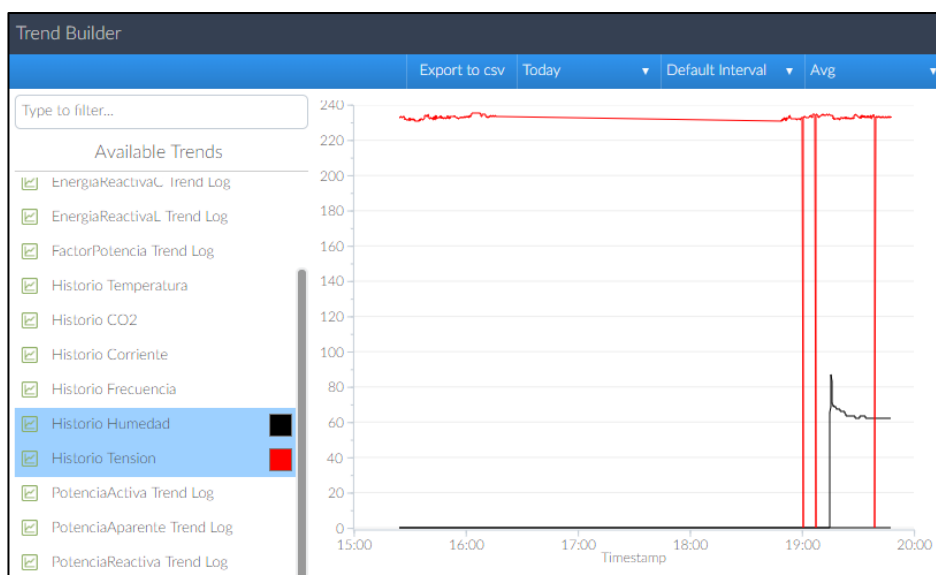 Trend Builder
Export to csv Today Default Interval Avg
Type to filter...
Available Trends
EnergiaReactivaC Trend Log
EnergiaReactivaL Trend Log
FactorPotencia Trend Log
Historio Temperatura
Historio CO2
Historio Corriente
Historio Frecuencia
Historio Humedad
Historio Tension
PotenciaActiva Trend Log
PotenciaAparente Trend Log
PotenciaReactiva Trend Log
240
220
200
180
160
140
120
100
80
60
40
20
0
15:00 16:00 17:00 18:00 19:00 20:00
Timestamp